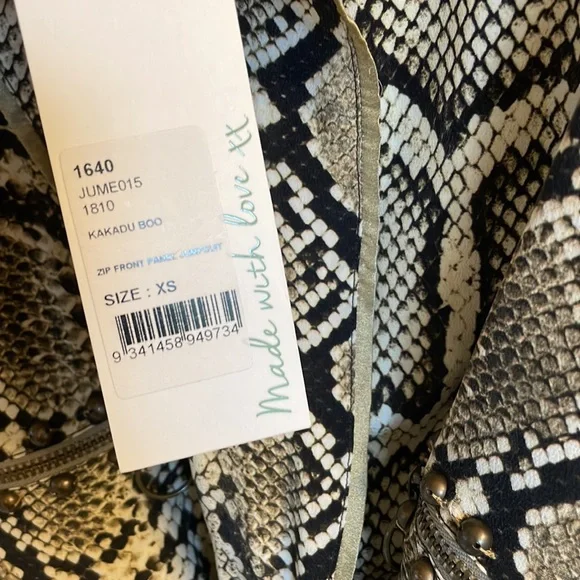 1640
JUME015
1810
KAKADU BOO
ZIP FRONT PANEL JUMPSUIT
SIZE : XS
9 341458 949734
Made with love xx